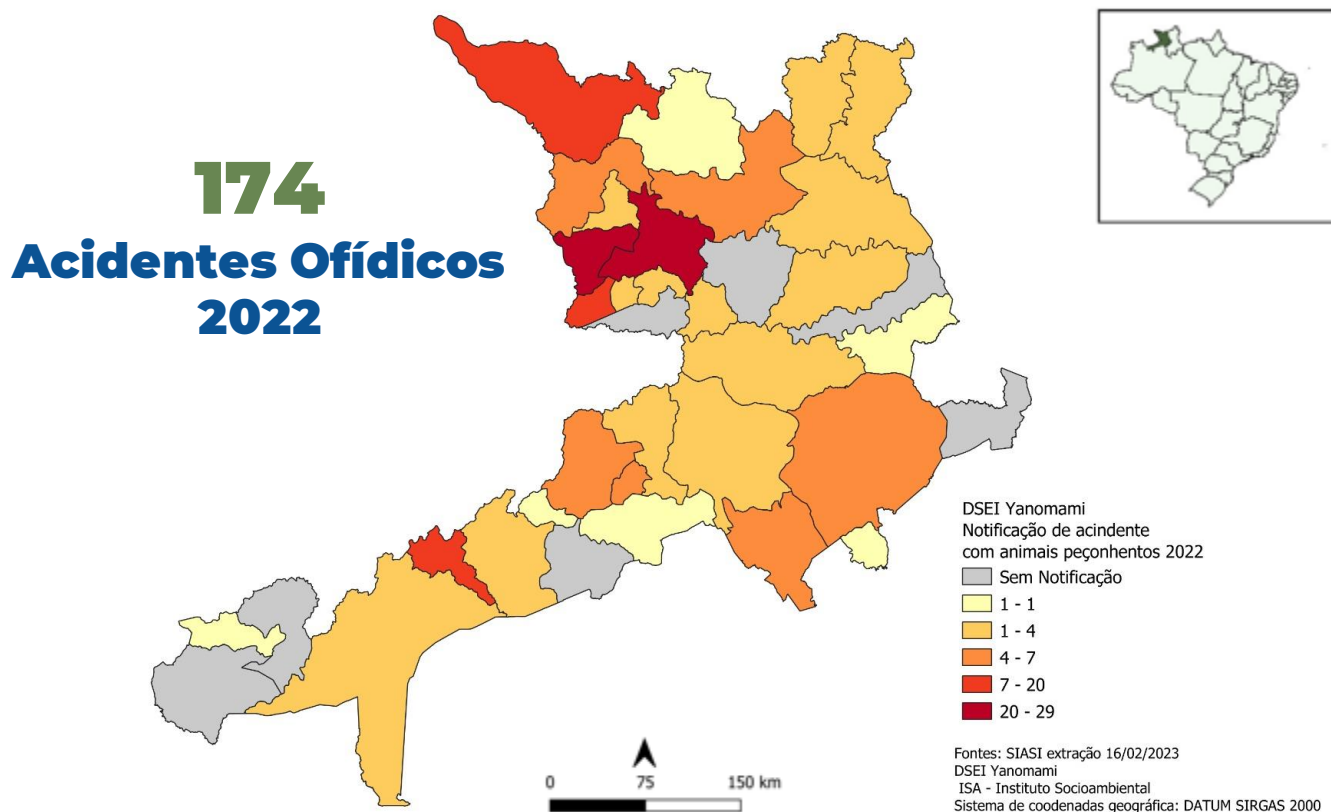 174
Acidentes Ofídicos
2022
DSEI Yanomami
Notificação de acindente
com animais peçonhentos 2022
Sem Notificação
1 - 1
1 - 4
4 - 7
7 - 20
20 - 29
0 75 150 km
Fontes: SIASI extração 16/02/2023
DSEI Yanomami
ISA - Instituto Socioambiental
Sistema de coodenadas geográfica: DATUM SIRGAS 2000